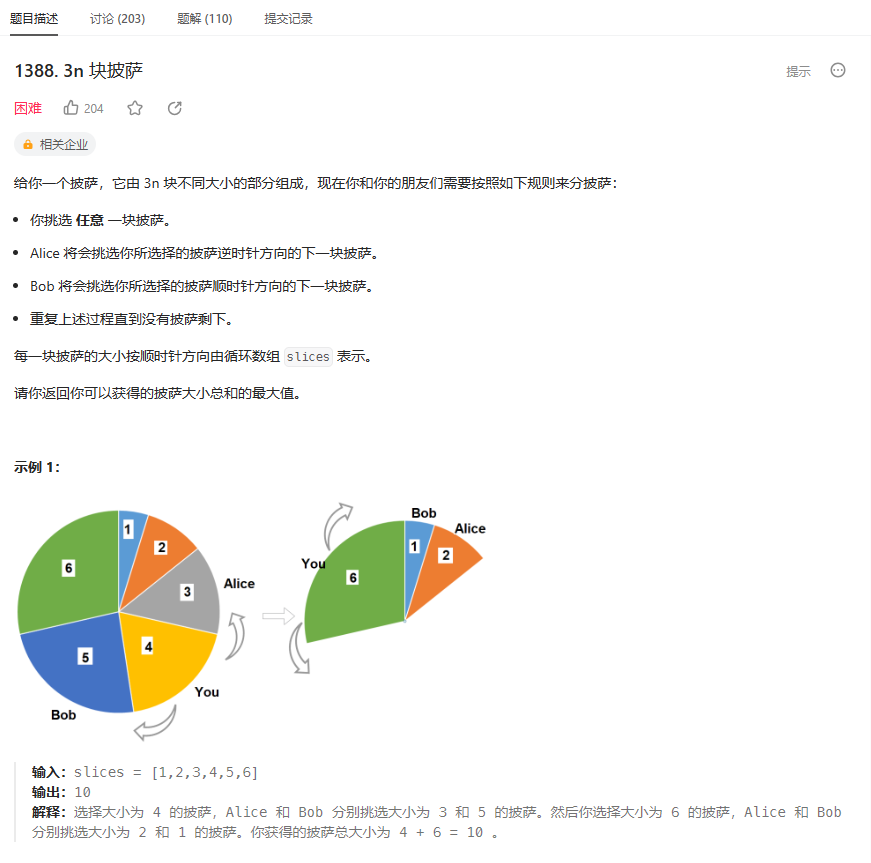 题目描述 讨论 (203) 题解 (110) 提交记录
1388. 3n 块披萨 提示
困难 204
相关企业
给你一个披萨，它由 3n 块不同大小的部分组成，现在你和你的朋友们需要按照如下规则来分披萨：
• 你挑选 任意 一块披萨。
• Alice 将会挑选你所选择的披萨逆时针方向的下一块披萨。
• Bob 将会挑选你所选择的披萨顺时针方向的下一块披萨。
• 重复上述过程直到没有披萨剩下。
每一块披萨的大小按顺时针方向由循环数组 slices 表示。
请你返回你可以获得的披萨大小总和的最大值。
示例 1：
1 2 3 4 5 6 Alice You Bob
Bob Alice You 1 2 6
输入：slices = [1,2,3,4,5,6]
输出：10
解释：选择大小为 4 的披萨，Alice 和 Bob 分别挑选大小为 3 和 5 的披萨。然后你选择大小为 6 的披萨，Alice 和 Bob
分别挑选大小为 2 和 1 的披萨。你获得的披萨总大小为 4 + 6 = 10 。